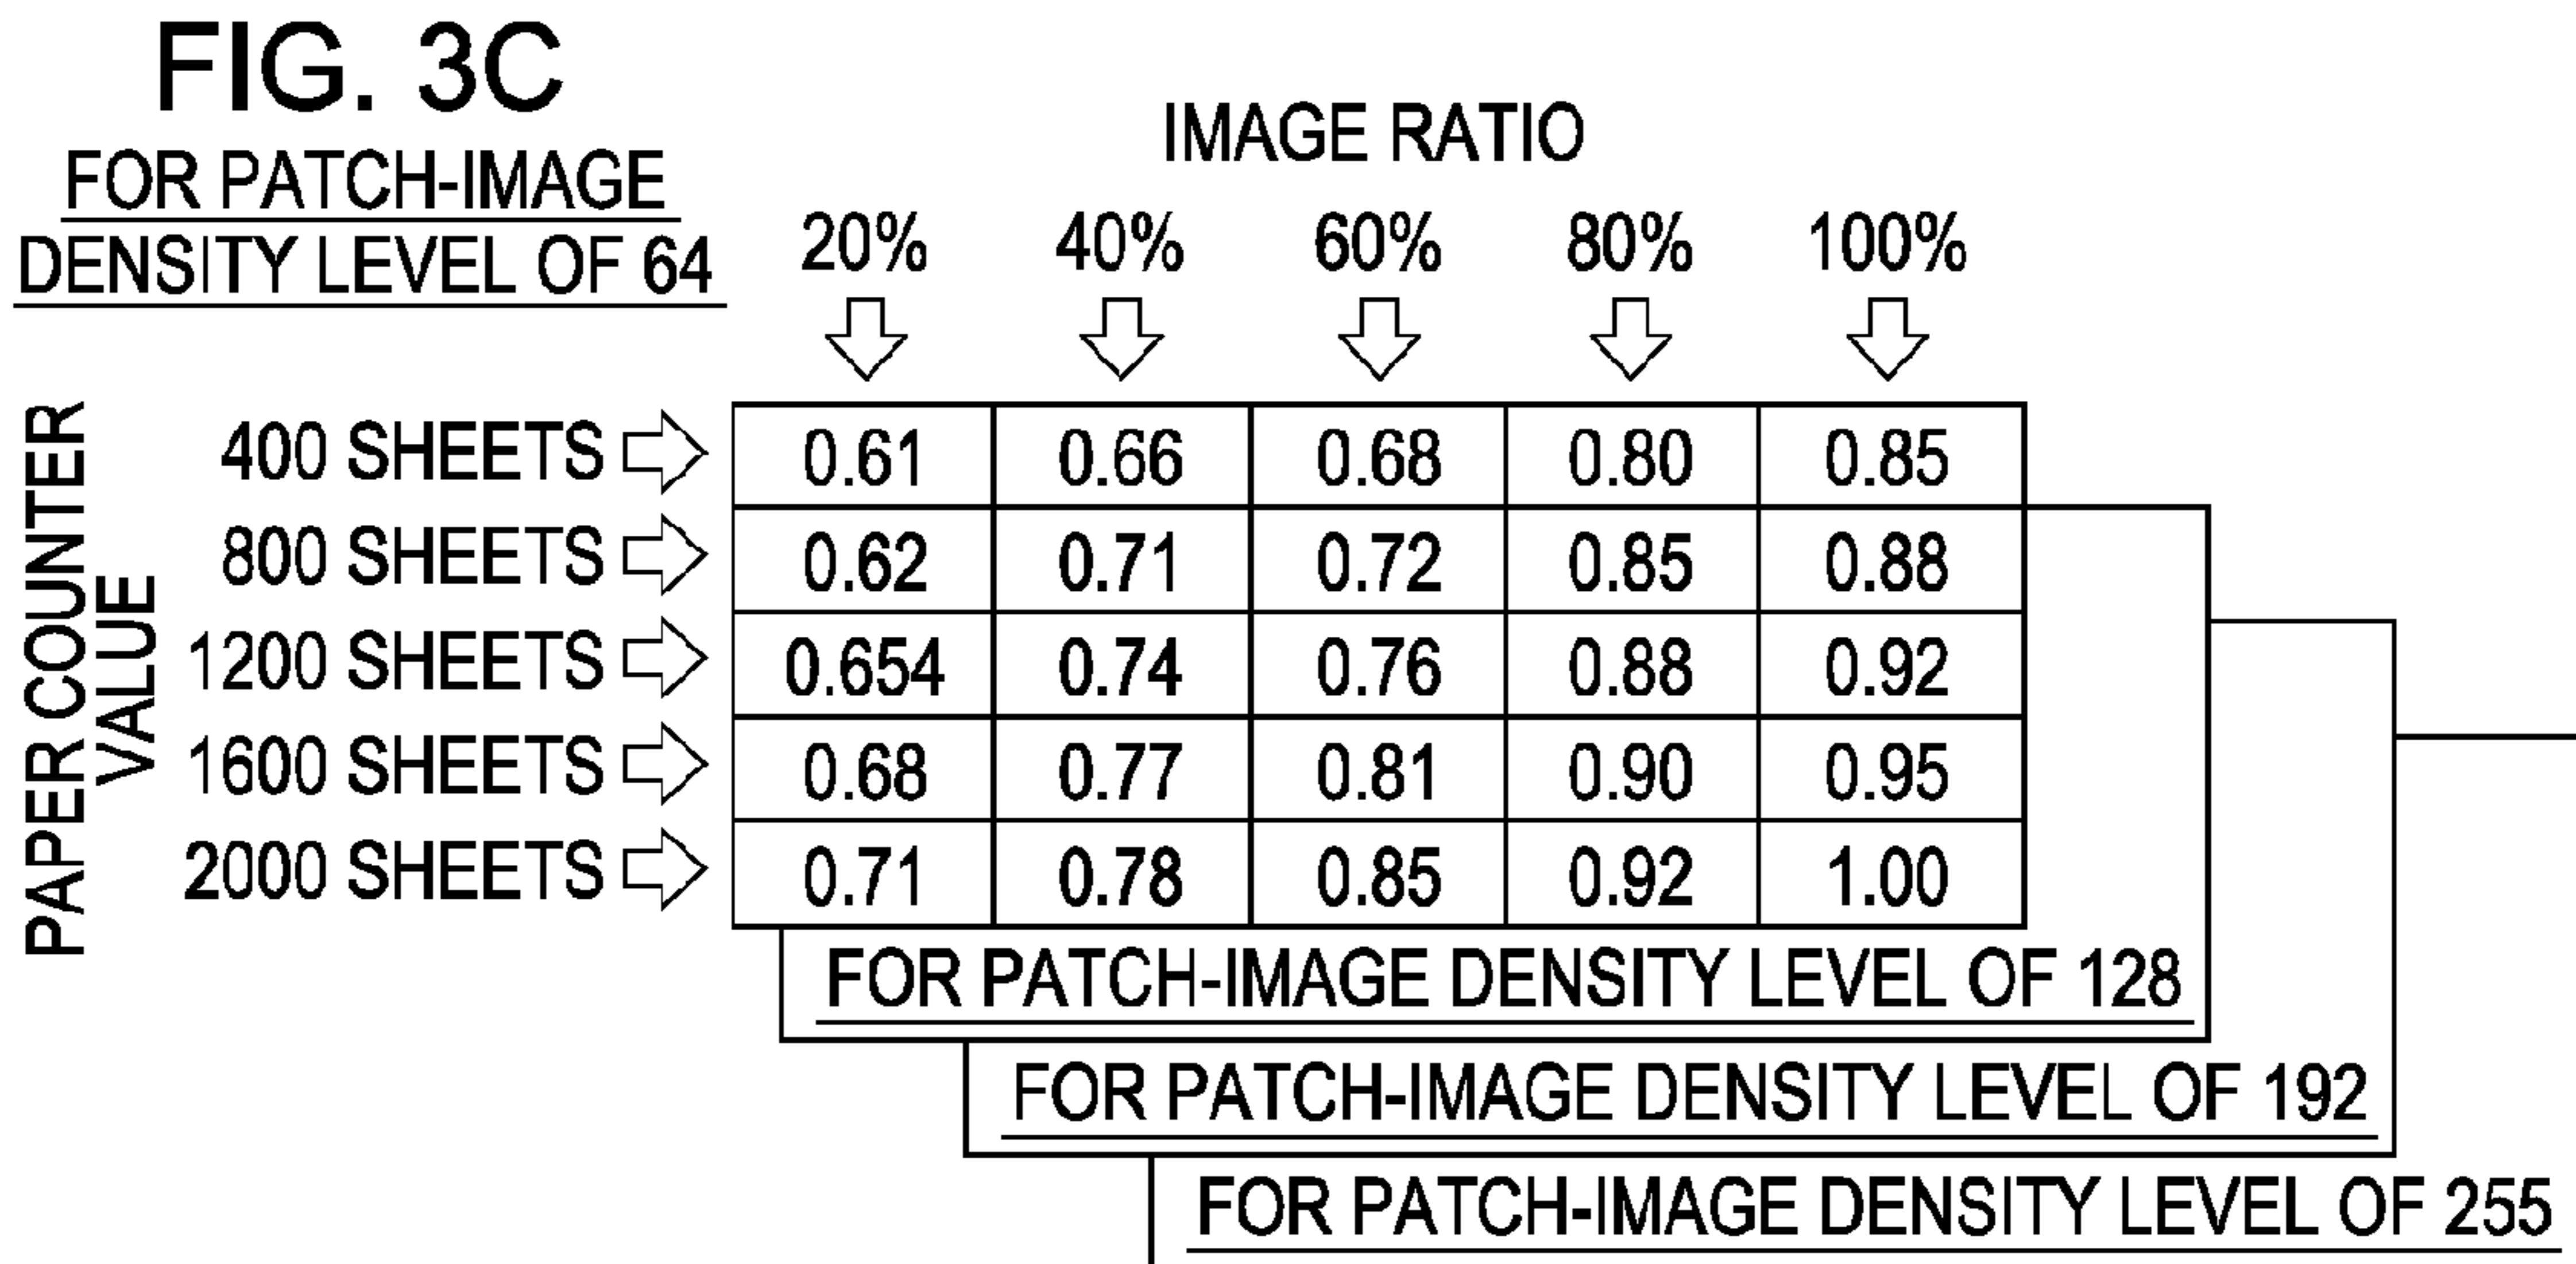 FIG. 3C
FOR PATCH-IMAGE
DENSITY LEVEL OF 64
IMAGE RATIO
20% 40% 60% 80% 100%
PAPER COUNTER
VALUE
400 SHEETS 0.61 0.66 0.68 0.80 0.85
800 SHEETS 0.62 0.71 0.72 0.85 0.88
1200 SHEETS 0.654 0.74 0.76 0.88 0.92
1600 SHEETS 0.68 0.77 0.81 0.90 0.95
2000 SHEETS 0.71 0.78 0.85 0.92 1.00
FOR PATCH-IMAGE DENSITY LEVEL OF 128
FOR PATCH-IMAGE DENSITY LEVEL OF 192
FOR PATCH-IMAGE DENSITY LEVEL OF 255